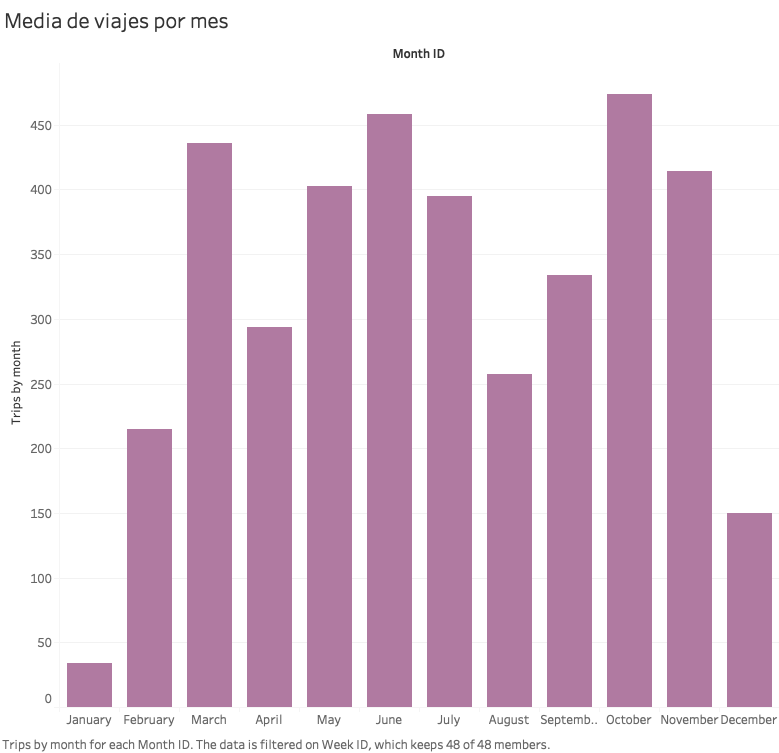 Media de viajes por mes
Month ID
Trips by month
450
400
350
300
250
200
150
100
50
0
January February March April May June July August Septemb.. October November December
Trips by month for each Month ID. The data is filtered on Week ID, which keeps 48 of 48 members.